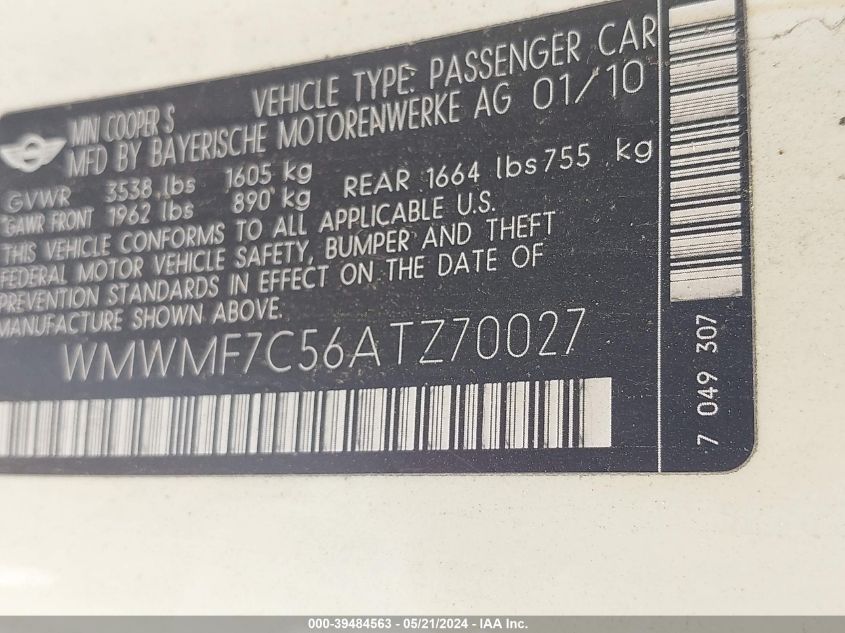 MINI COOPER S VEHICLE TYPE: PASSENGER CAR
MFD BY BAYERISCHE MOTORENWERKE AG 01/10
GVWR 3538 lbs 1605 kg
GAWR FRONT 1962 lbs 890 kg REAR 1664 lbs 755 kg
THIS VEHICLE CONFORMS TO ALL APPLICABLE U.S.
FEDERAL MOTOR VEHICLE SAFETY, BUMPER AND THEFT
PREVENTION STANDARDS IN EFFECT ON THE DATE OF
MANUFACTURE SHOWN ABOVE.
WMWMF7C56ATZ70027
7 049 307
000-39484563 - 05/21/2024 - IAA Inc.